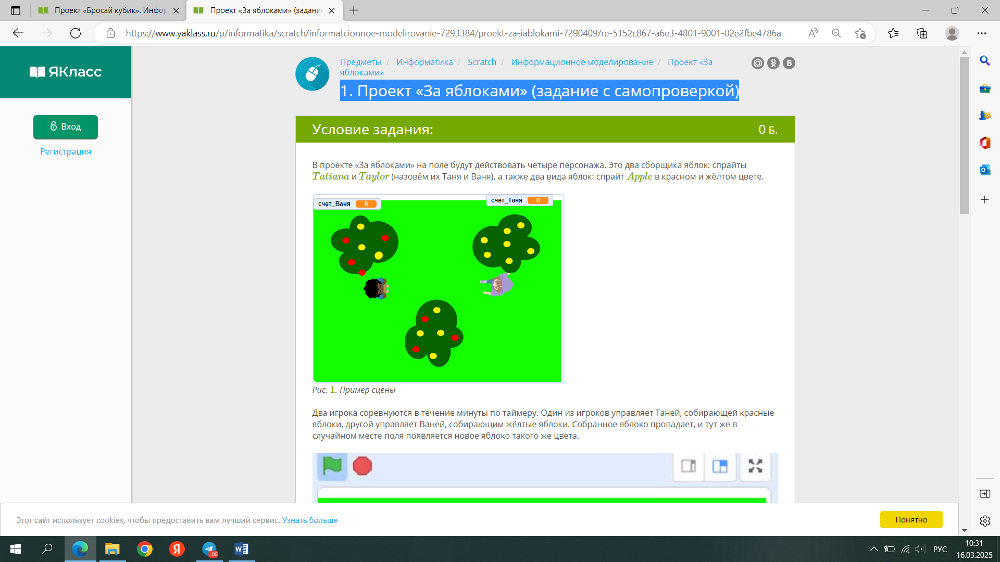 Проект «Бросай кубик». Инфор
Проект «За яблоками» (задание
https://www.yaklass.ru/p/informatika/scratch/informatcionnoe-modelirovanie-7293384/proekt-za-iablokami-7290409/re-5152c867-a6e3-4801-9001-02e2fbe4786a
ЯКласс
Вход
Регистрация
Предметы / Информатика / Scratch / Информационное моделирование / Проект «За
яблоками»
1. Проект «За яблоками» (задание с самопроверкой)
Условие задания:
0 Б.
В проекте «За яблоками» на поле будут действовать четыре персонажа. Это два сборщика яблок: спрайты
Tatiana и Taylor (назовём их Таня и Ваня), а также два вида яблок: спрайт Apple в красном и жёлтом цвете.
счет_Ваня 0
счет_Таня 0
Рис. 1. Пример сцены
Два игрока соревнуются в течение минуты по таймеру. Один из игроков управляет Таней, собирающей красные
яблоки, другой управляет Ваней, собирающим жёлтые яблоки. Собранное яблоко пропадает, и тут же в
случайном месте поля появляется новое яблоко такого же цвета.
Этот сайт использует cookies, чтобы предоставить вам лучший сервис. Узнать больше
Понятно
РУС
10:31
16.03.2025